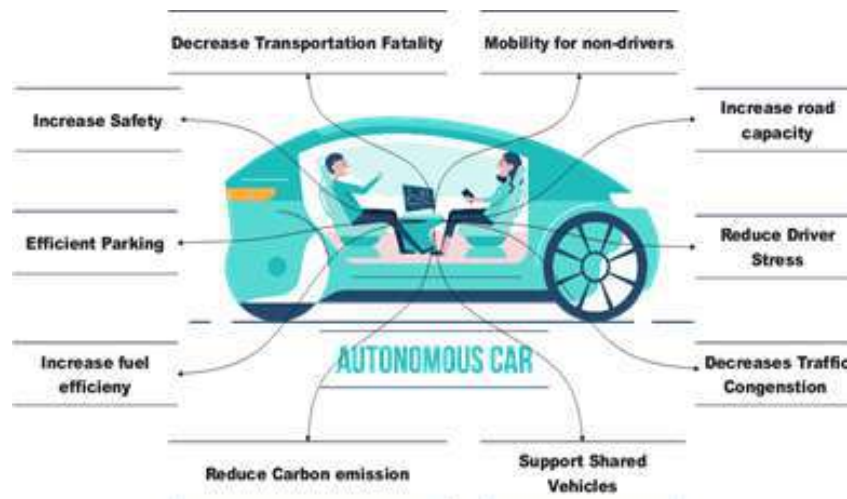 Decrease Transportation Fatality
Mobility for non-drivers
Increase Safety
Increase road
capacity
Efficient Parking
Reduce Driver
Stress
AUTONOMOUS CAR
Increase fuel
efficieny
Decreases Traffic
Congenstion
Reduce Carbon emission
Support Shared
Vehicles